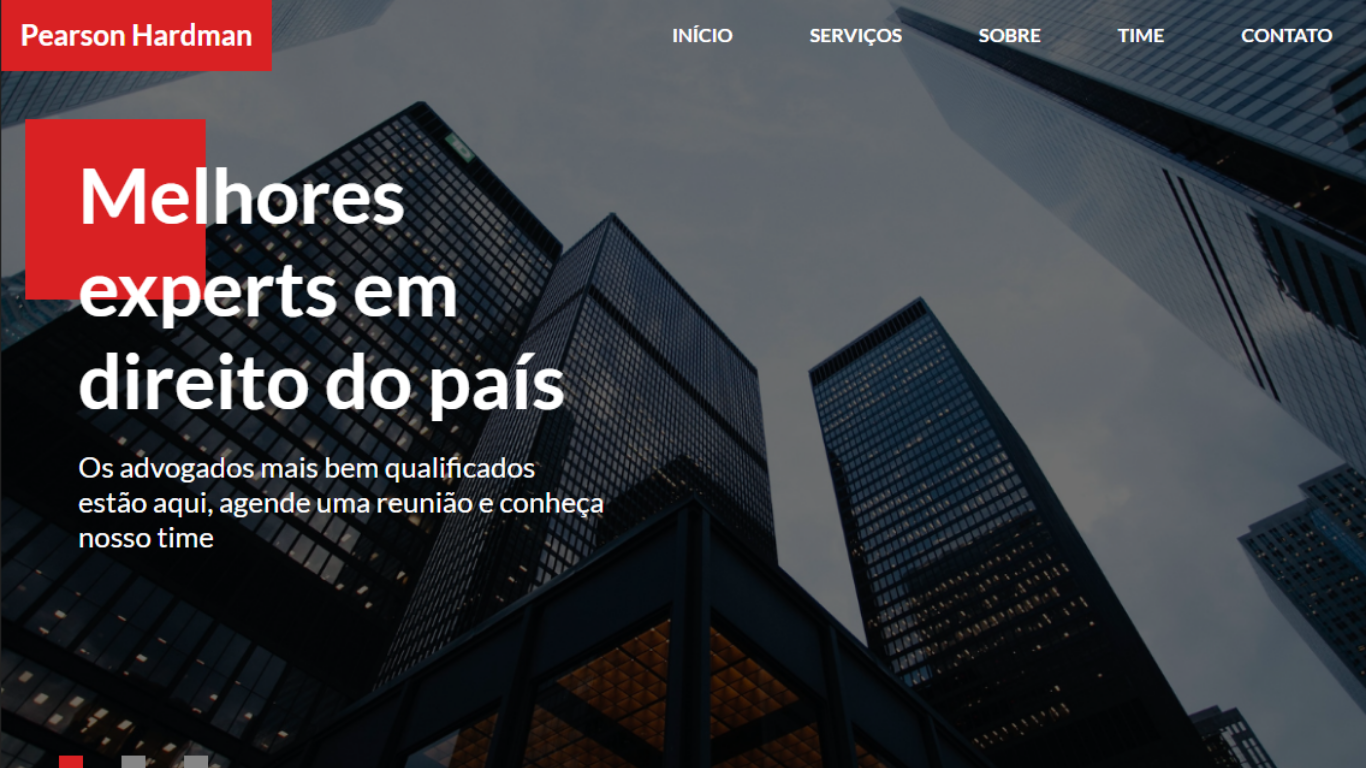 Pearson Hardman
INÍCIO
SERVIÇOS
SOBRE
TIME
CONTATO
Melhores
experts em
direito do país
Os advogados mais bem qualificados
estão aqui, agende uma reunião e conheça
nosso time